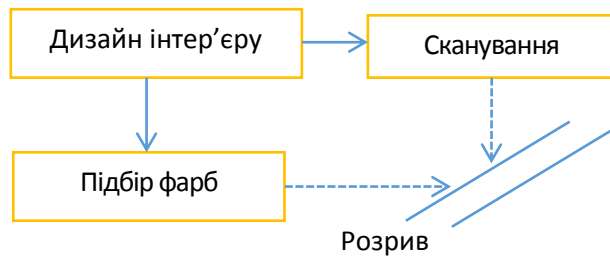 Дизайн інтер’єру
Сканування
Підбір фарб
Розрив